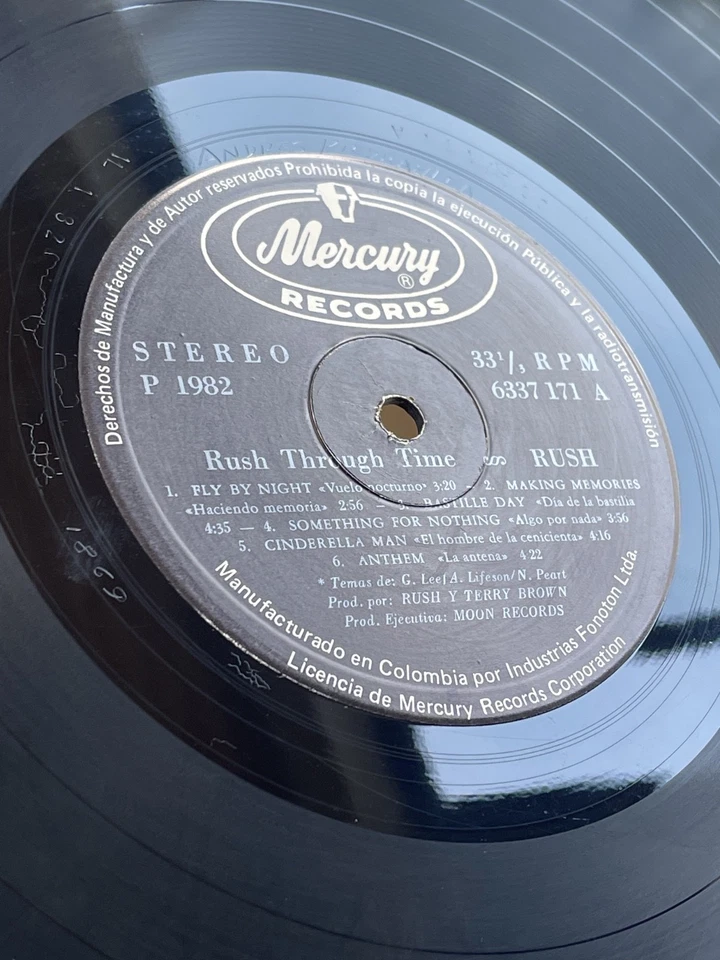 Derechos de Manufactura y de Autor reservados Prohibida la copia la ejecución Pública y la radiotransmisión
Mercury
®
RECORDS
STEREO 33¹/₃ RPM
P 1982 6337 171 A
Rush Through Time RUSH
1. FLY BY NIGHT «Vuelo nocturno» 3:20 — 2. MAKING MEMORIES
«Haciendo memoria» 2:56 — 3. BASTILLE DAY «Día de la bastilia
4:35 — 4. SOMETHING FOR NOTHING «Algo por nada» 3:56
5. CINDERELLA MAN «El hombre de la cenicienta» 4:16
6. ANTHEM «La antena» 4:22
* Temas de: G. Lee/A. Lifeson/N. Peart
Prod. por: RUSH Y TERRY BROWN
Prod. Ejecutiva: MOON RECORDS
Manufacturado en Colombia por Industrias Fonoton Ltda.
Licencia de Mercury Records Corporation